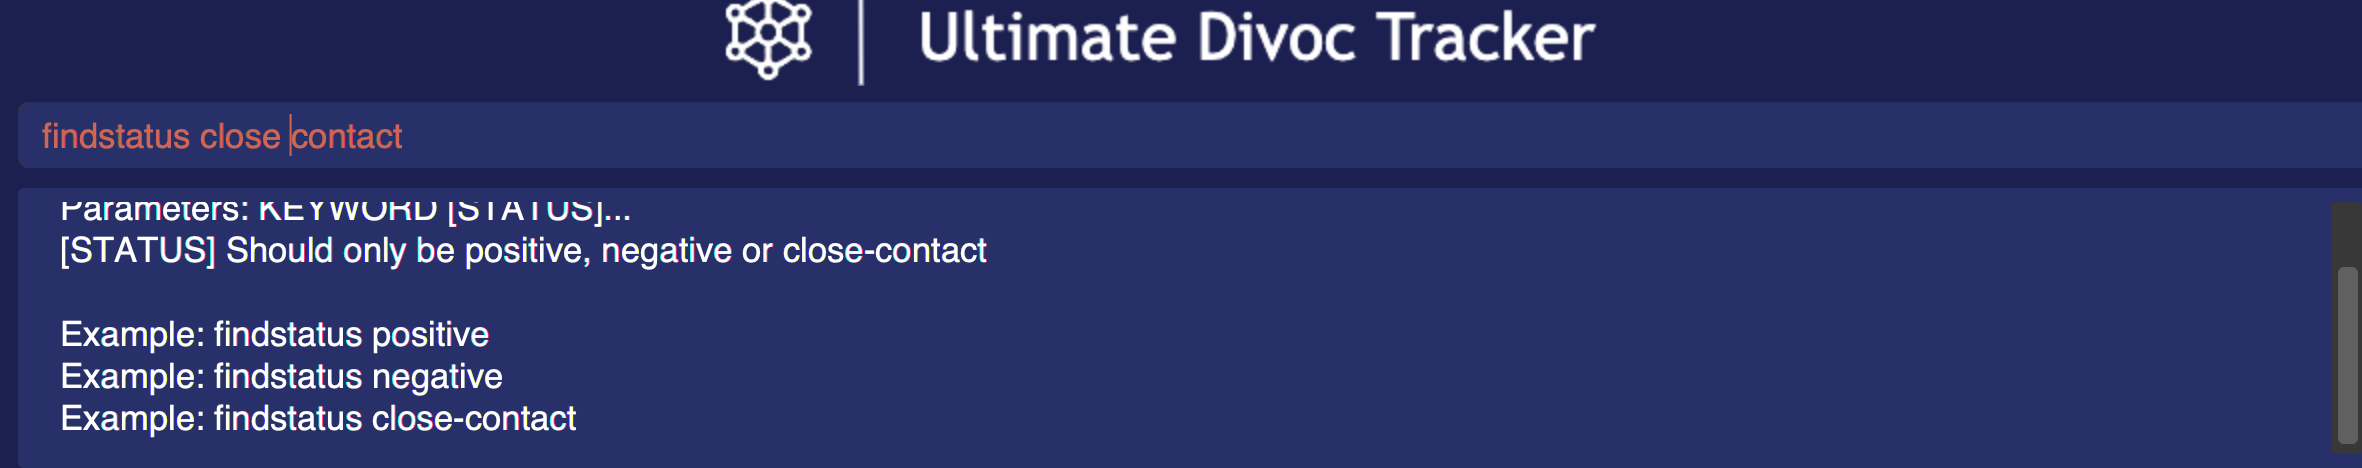 Ultimate Divoc Tracker
findstatus close contact
Parameters: KEYWORD [STATUS]...
[STATUS] Should only be positive, negative or close-contact
Example: findstatus positive
Example: findstatus negative
Example: findstatus close-contact